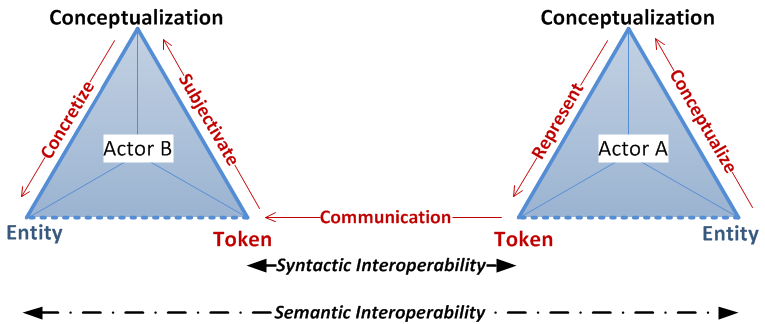 Conceptualization
Conceptualization
Concretize
Subjectivate
Represent
Conceptualize
Actor B
Actor A
Entity
Token
Communication
Token
Entity
Syntactic Interoperability
Semantic Interoperability